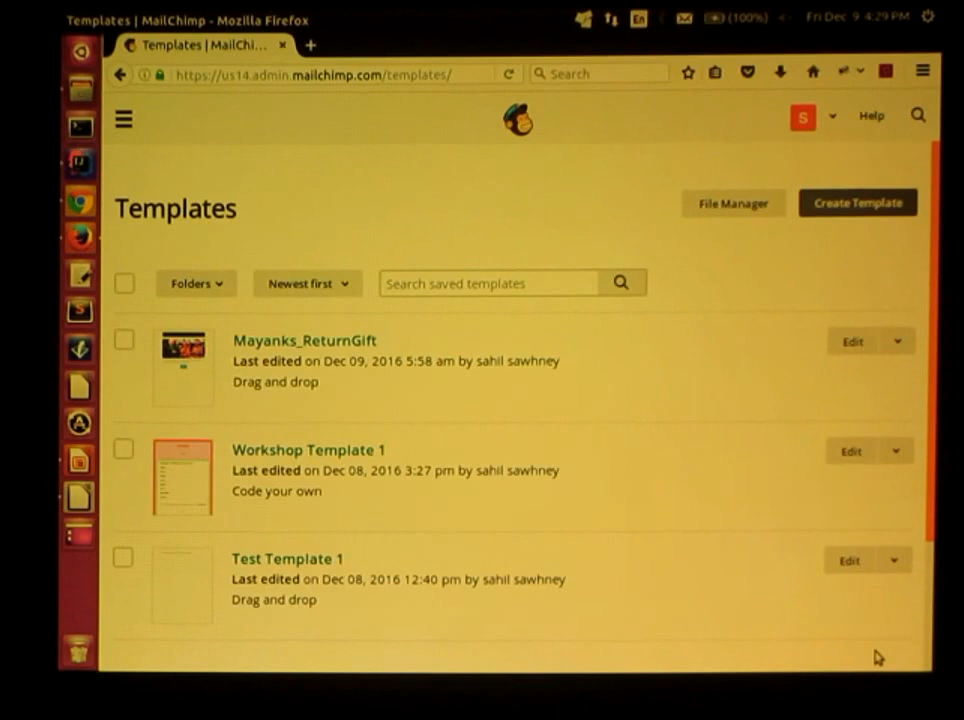 Templates | MailChimp - Mozilla Firefox
En
(100%)
Fri Dec 9 4:29 PM
Templates | MailChi...
https://us14.admin.mailchimp.com/templates/
Search
S
Help
Templates
File Manager
Create Template
Folders
Newest first
Search saved templates
Mayanks_ReturnGift
Last edited on Dec 09, 2016 5:58 am by sahil sawhney
Drag and drop
Edit
Workshop Template 1
Last edited on Dec 08, 2016 3:27 pm by sahil sawhney
Code your own
Edit
Test Template 1
Last edited on Dec 08, 2016 12:40 pm by sahil sawhney
Drag and drop
Edit